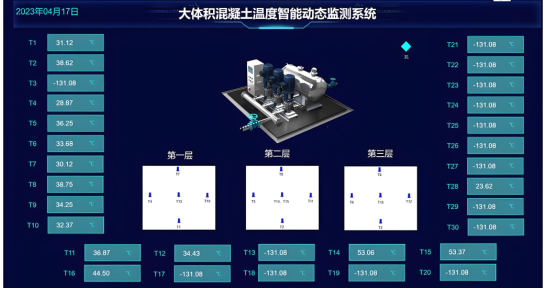 2023年04月17日
大体积混凝土温度智能动态监测系统
T1 31.12 ℃
T2 38.62 ℃
T3 -131.08 ℃
T4 28.87 ℃
T5 36.25 ℃
T6 33.68 ℃
T7 30.12 ℃
T8 38.75 ℃
T9 34.25 ℃
T10 32.37 ℃
北
T21 -131.08 ℃
T22 -131.08 ℃
T23 -131.08 ℃
T24 -131.08 ℃
T25 -131.08 ℃
T26 -131.08 ℃
T27 -131.08 ℃
T28 23.62 ℃
T29 -131.08 ℃
T30 -131.08 ℃
第一层 第二层 第三层
T11 36.87 ℃ T12 34.43 ℃ T13 -131.08 ℃ T14 53.06 ℃ T15 53.37 ℃
T16 44.50 ℃ T17 -131.08 ℃ T18 -131.08 ℃ T19 -131.08 ℃ T20 -131.08 ℃